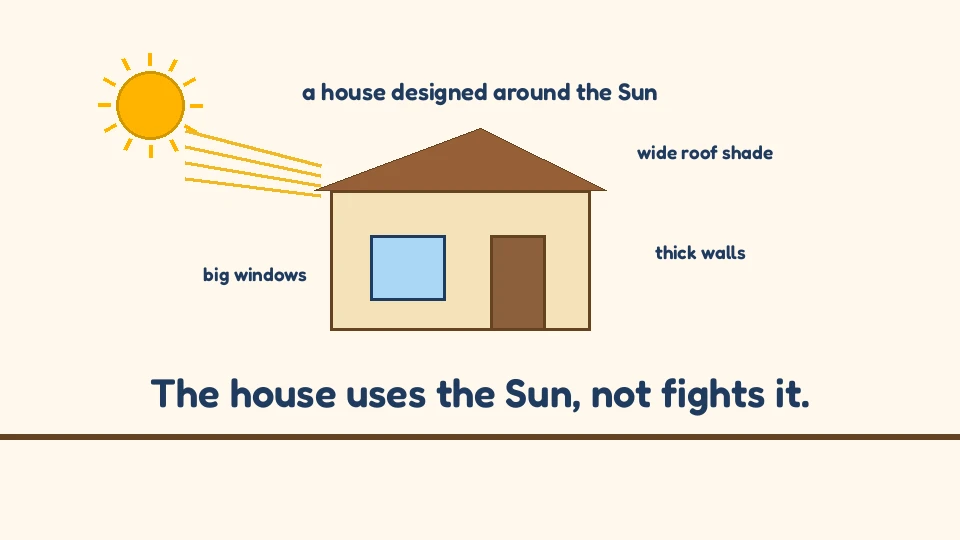 a house designed around the Sun
wide roof shade
thick walls
big windows
The house uses the Sun, not fights it.